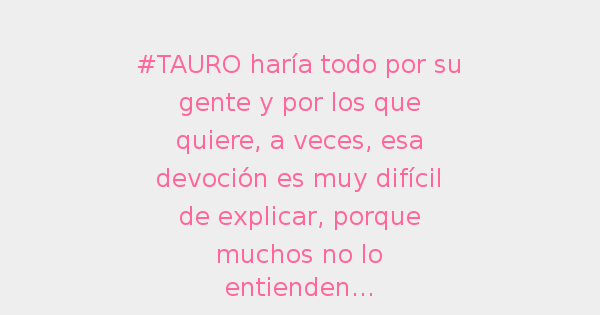 #TAURO haría todo por su
gente y por los que
quiere, a veces, esa
devoción es muy difícil
de explicar, porque
muchos no lo
entienden...